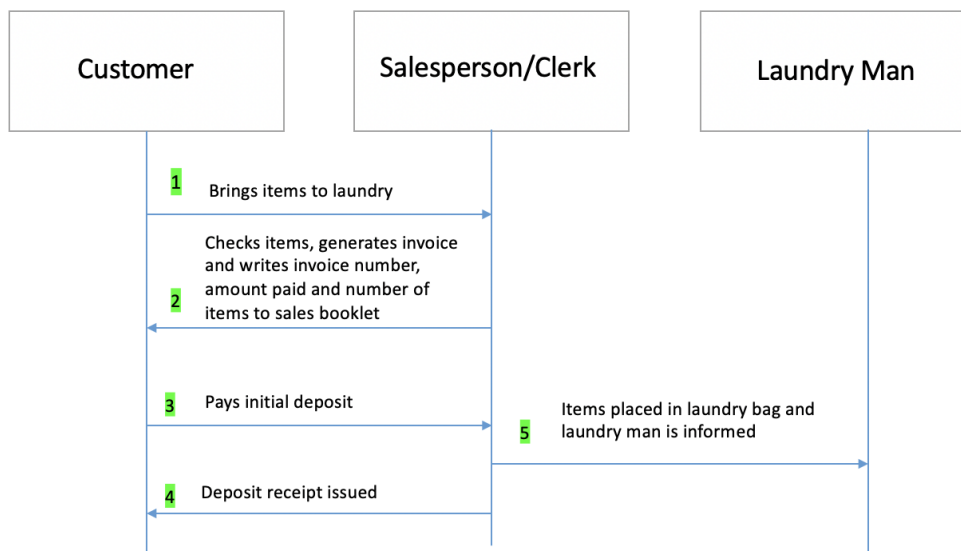 Customer
Salesperson/Clerk
Laundry Man
1
Brings items to laundry
Checks items, generates invoice
and writes invoice number,
amount paid and number of
items to sales booklet
2
3
Pays initial deposit
Items placed in laundry bag and
laundry man is informed
5
4
Deposit receipt issued